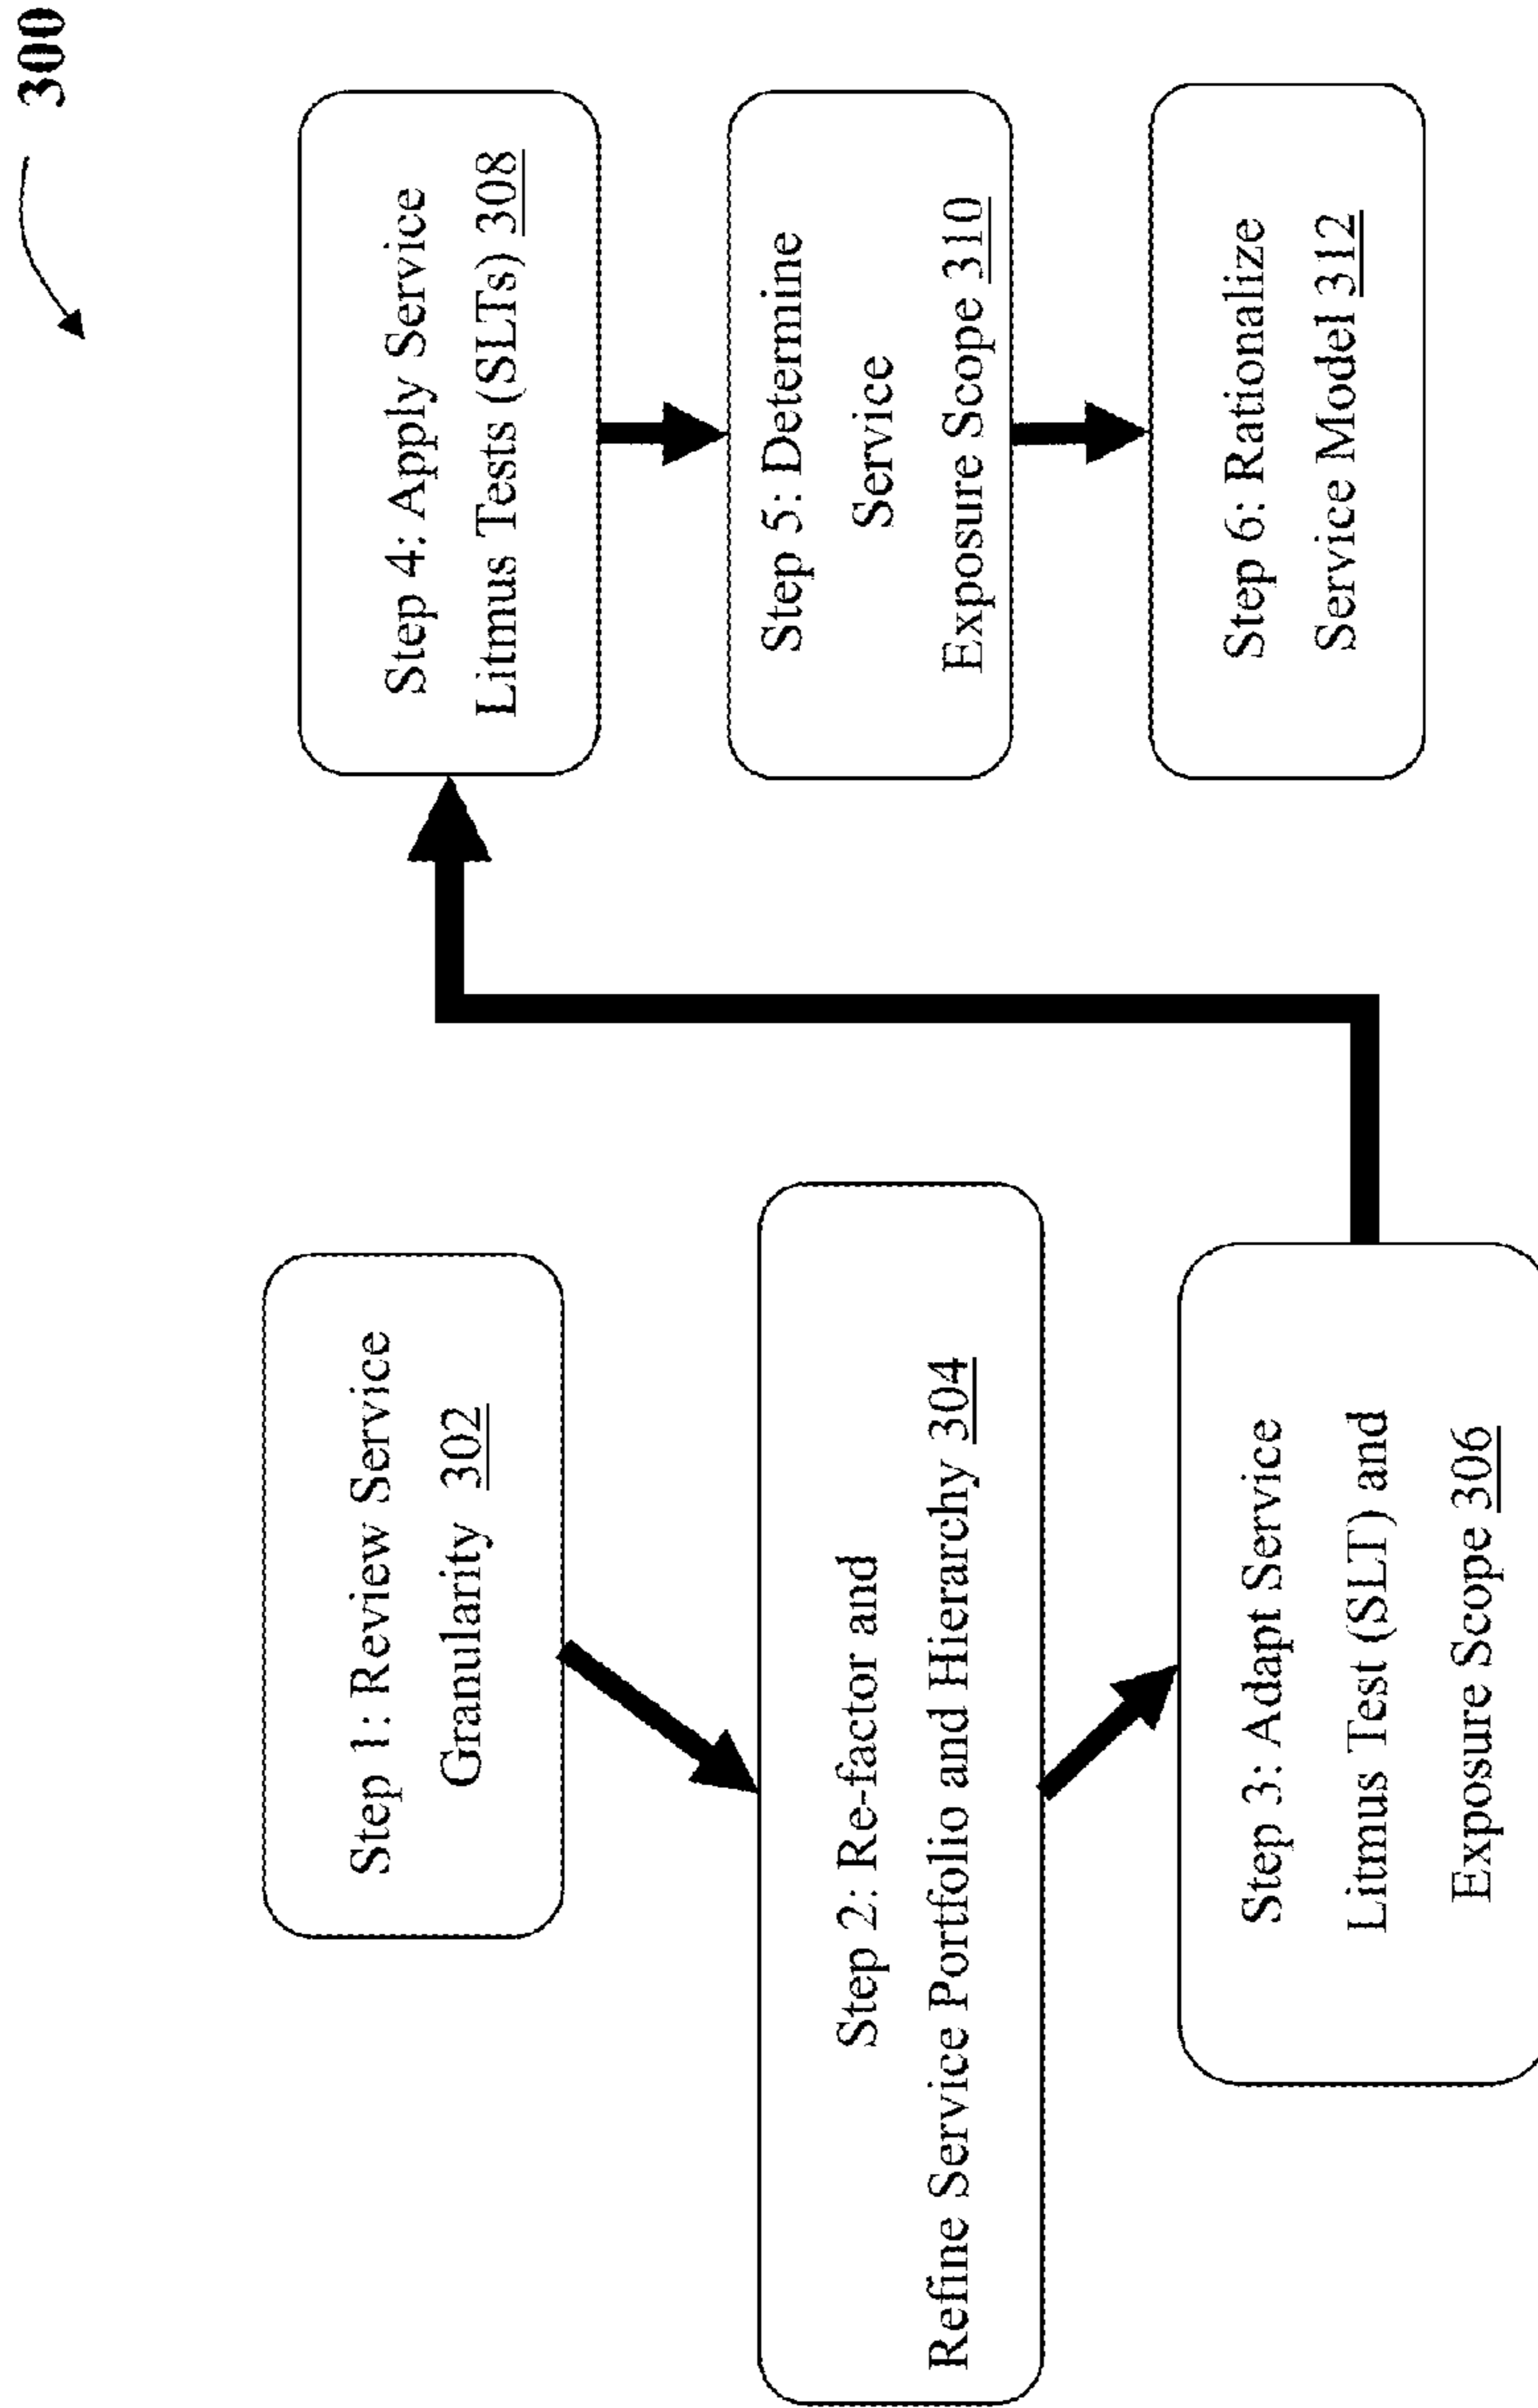 300
Step 1: Review Service
Granularity 302
Step 2: Re-factor and
Refine Service Portfolio and Hierarchy 304
Step 3: Adapt Service
Litmus Test (SLT) and
Exposure Scope 306
Step 4: Apply Service
Litmus Tests (SLTs) 308
Step 5: Determine
Service
Exposure Scope 310
Step 6: Rationalize
Service Model 312